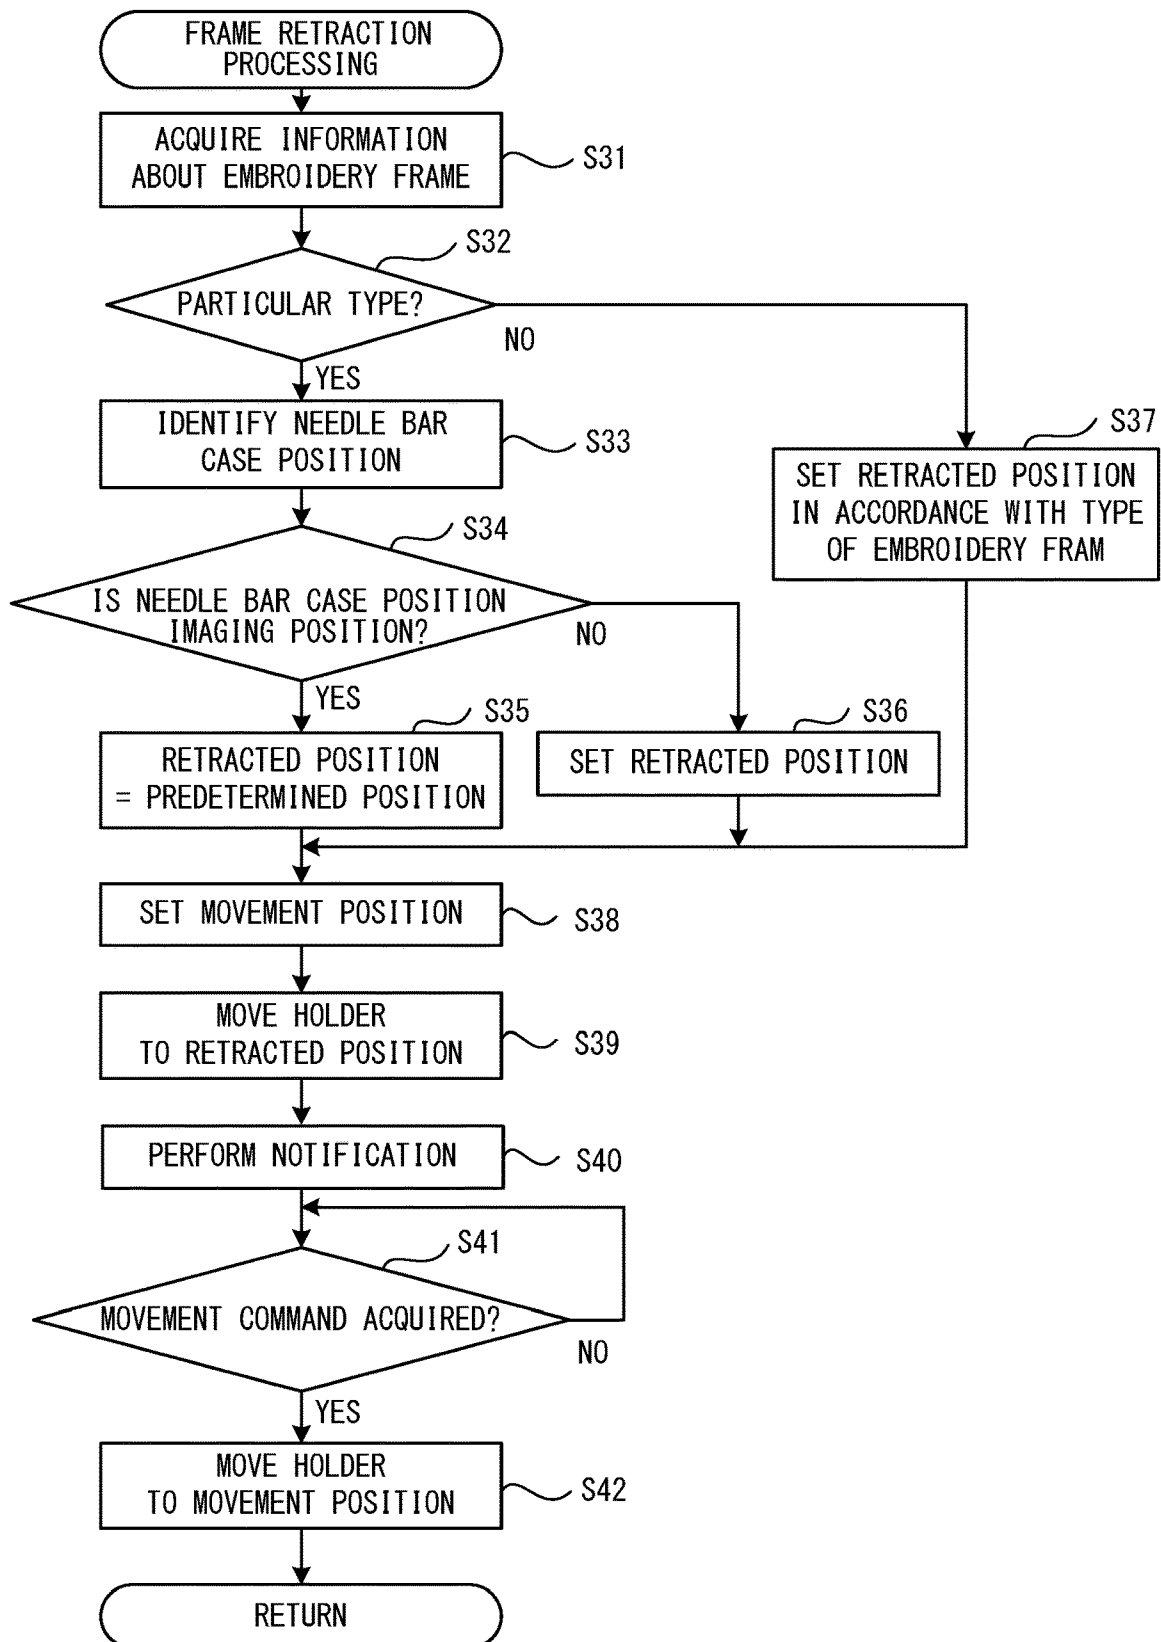 FRAME RETRACTION
PROCESSING
ACQUIRE INFORMATION
ABOUT EMBROIDERY FRAME
S31
S32
PARTICULAR TYPE?
NO
YES
IDENTIFY NEEDLE BAR
CASE POSITION
S33
S37
SET RETRACTED POSITION
IN ACCORDANCE WITH TYPE
OF EMBROIDERY FRAM
S34
IS NEEDLE BAR CASE POSITION
IMAGING POSITION?
NO
YES
S35
RETRACTED POSITION
= PREDETERMINED POSITION
S36
SET RETRACTED POSITION
SET MOVEMENT POSITION
S38
MOVE HOLDER
TO RETRACTED POSITION
S39
PERFORM NOTIFICATION
S40
S41
MOVEMENT COMMAND ACQUIRED?
NO
YES
MOVE HOLDER
TO MOVEMENT POSITION
S42
RETURN